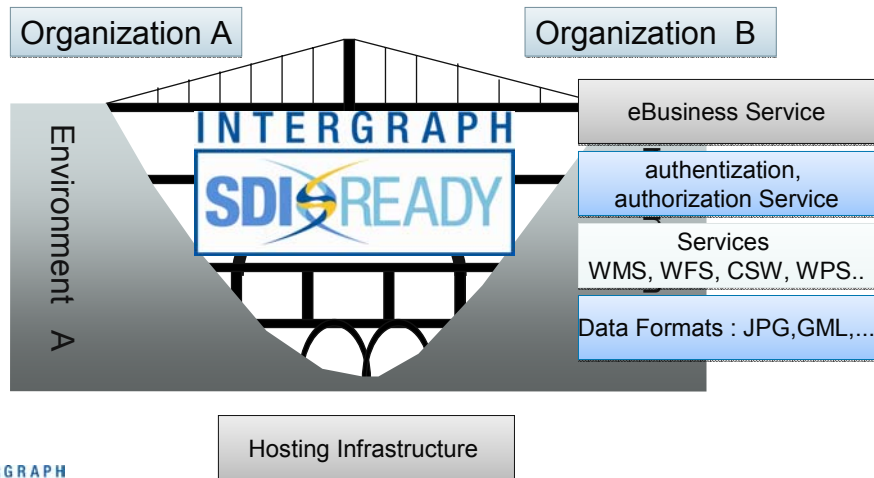 Organization A
Organization B
Environment A
INTERGRAPH
SDI READY
eBusiness Service
authentization,
authorization Service
Services
WMS, WFS, CSW, WPS..
Data Formats : JPG,GML,...
Hosting Infrastructure